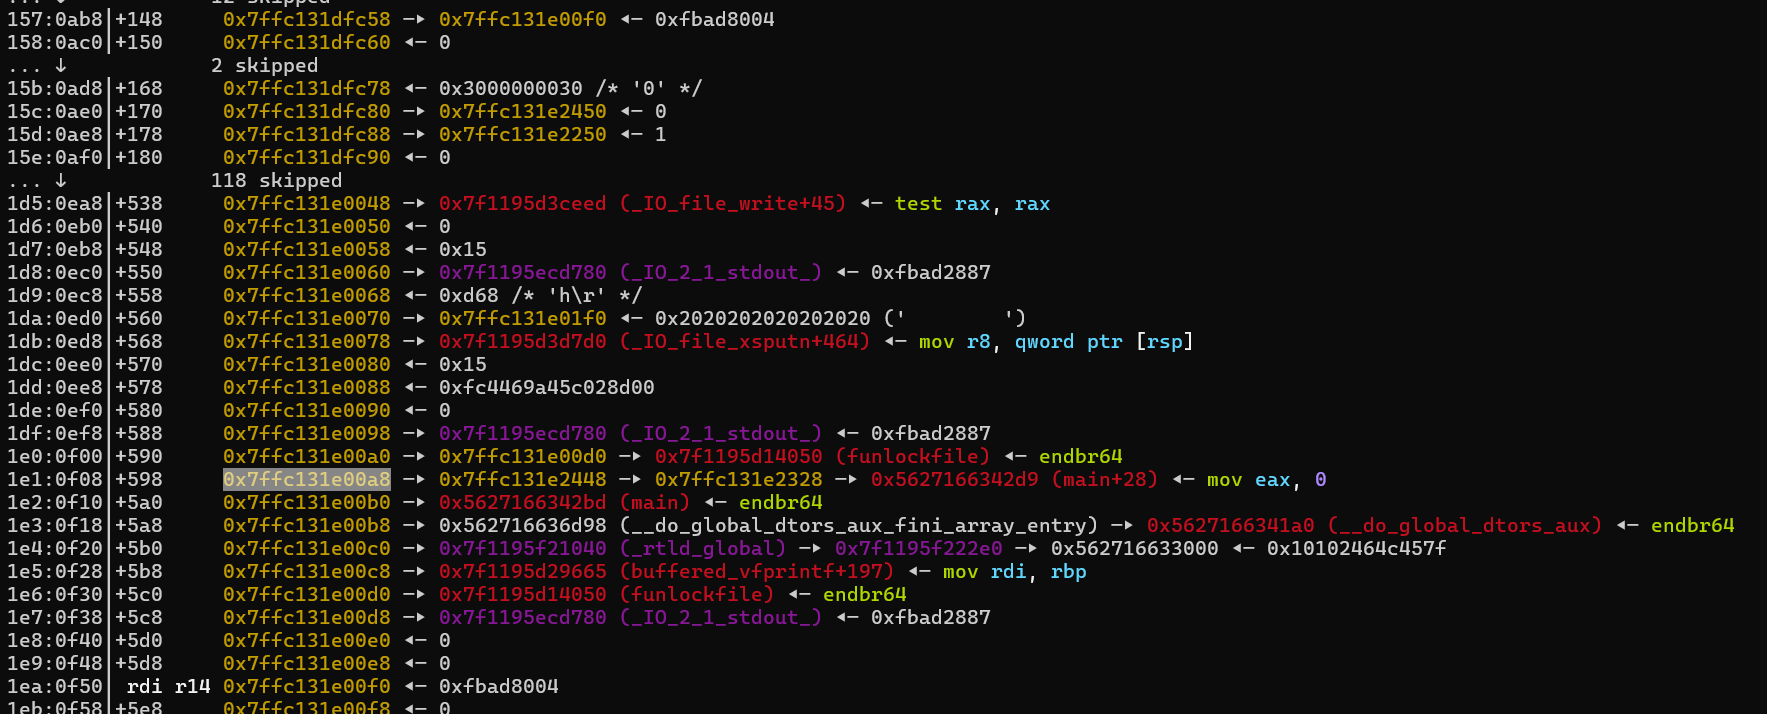 ... ↓            12 skipped
157:0ab8│+148     0x7ffc131dfc58 —▸ 0x7ffc131e00f0 ◂— 0xfbad8004
158:0ac0│+150     0x7ffc131dfc60 ◂— 0
... ↓            2 skipped
15b:0ad8│+168     0x7ffc131dfc78 ◂— 0x3000000030 /* '0' */
15c:0ae0│+170     0x7ffc131dfc80 —▸ 0x7ffc131e2450 ◂— 0
15d:0ae8│+178     0x7ffc131dfc88 —▸ 0x7ffc131e2250 ◂— 1
15e:0af0│+180     0x7ffc131dfc90 ◂— 0
... ↓            118 skipped
1d5:0ea8│+538     0x7ffc131e0048 —▸ 0x7f1195d3ceed (_IO_file_write+45) ◂— test rax, rax
1d6:0eb0│+540     0x7ffc131e0050 ◂— 0
1d7:0eb8│+548     0x7ffc131e0058 ◂— 0x15
1d8:0ec0│+550     0x7ffc131e0060 —▸ 0x7f1195ecd780 (_IO_2_1_stdout_) ◂— 0xfbad2887
1d9:0ec8│+558     0x7ffc131e0068 ◂— 0xd68 /* 'h\r' */
1da:0ed0│+560     0x7ffc131e0070 —▸ 0x7ffc131e01f0 ◂— 0x2020202020202020 ('        ')
1db:0ed8│+568     0x7ffc131e0078 —▸ 0x7f1195d3d7d0 (_IO_file_xsputn+464) ◂— mov r8, qword ptr [rsp]
1dc:0ee0│+570     0x7ffc131e0080 ◂— 0x15
1dd:0ee8│+578     0x7ffc131e0088 ◂— 0xfc4469a45c028d00
1de:0ef0│+580     0x7ffc131e0090 ◂— 0
1df:0ef8│+588     0x7ffc131e0098 —▸ 0x7f1195ecd780 (_IO_2_1_stdout_) ◂— 0xfbad2887
1e0:0f00│+590     0x7ffc131e00a0 —▸ 0x7ffc131e00d0 —▸ 0x7f1195d14050 (funlockfile) ◂— endbr64
1e1:0f08│+598     0x7ffc131e00a8 —▸ 0x7ffc131e2448 —▸ 0x7ffc131e2328 —▸ 0x5627166342d9 (main+28) ◂— mov eax, 0
1e2:0f10│+5a0     0x7ffc131e00b0 —▸ 0x5627166342bd (main) ◂— endbr64
1e3:0f18│+5a8     0x7ffc131e00b8 —▸ 0x562716636d98 (__do_global_dtors_aux_fini_array_entry) —▸ 0x5627166341a0 (__do_global_dtors_aux) ◂— endbr64
1e4:0f20│+5b0     0x7ffc131e00c0 —▸ 0x7f1195f21040 (_rtld_global) —▸ 0x7f1195f222e0 —▸ 0x562716633000 ◂— 0x10102464c457f
1e5:0f28│+5b8     0x7ffc131e00c8 —▸ 0x7f1195d29665 (buffered_vfprintf+197) ◂— mov rdi, rbp
1e6:0f30│+5c0     0x7ffc131e00d0 —▸ 0x7f1195d14050 (funlockfile) ◂— endbr64
1e7:0f38│+5c8     0x7ffc131e00d8 —▸ 0x7f1195ecd780 (_IO_2_1_stdout_) ◂— 0xfbad2887
1e8:0f40│+5d0     0x7ffc131e00e0 ◂— 0
1e9:0f48│+5d8     0x7ffc131e00e8 ◂— 0
1ea:0f50│ rdi r14 0x7ffc131e00f0 ◂— 0xfbad8004
1eb:0f58│+5e8     0x7ffc131e00f8 ◂— 0